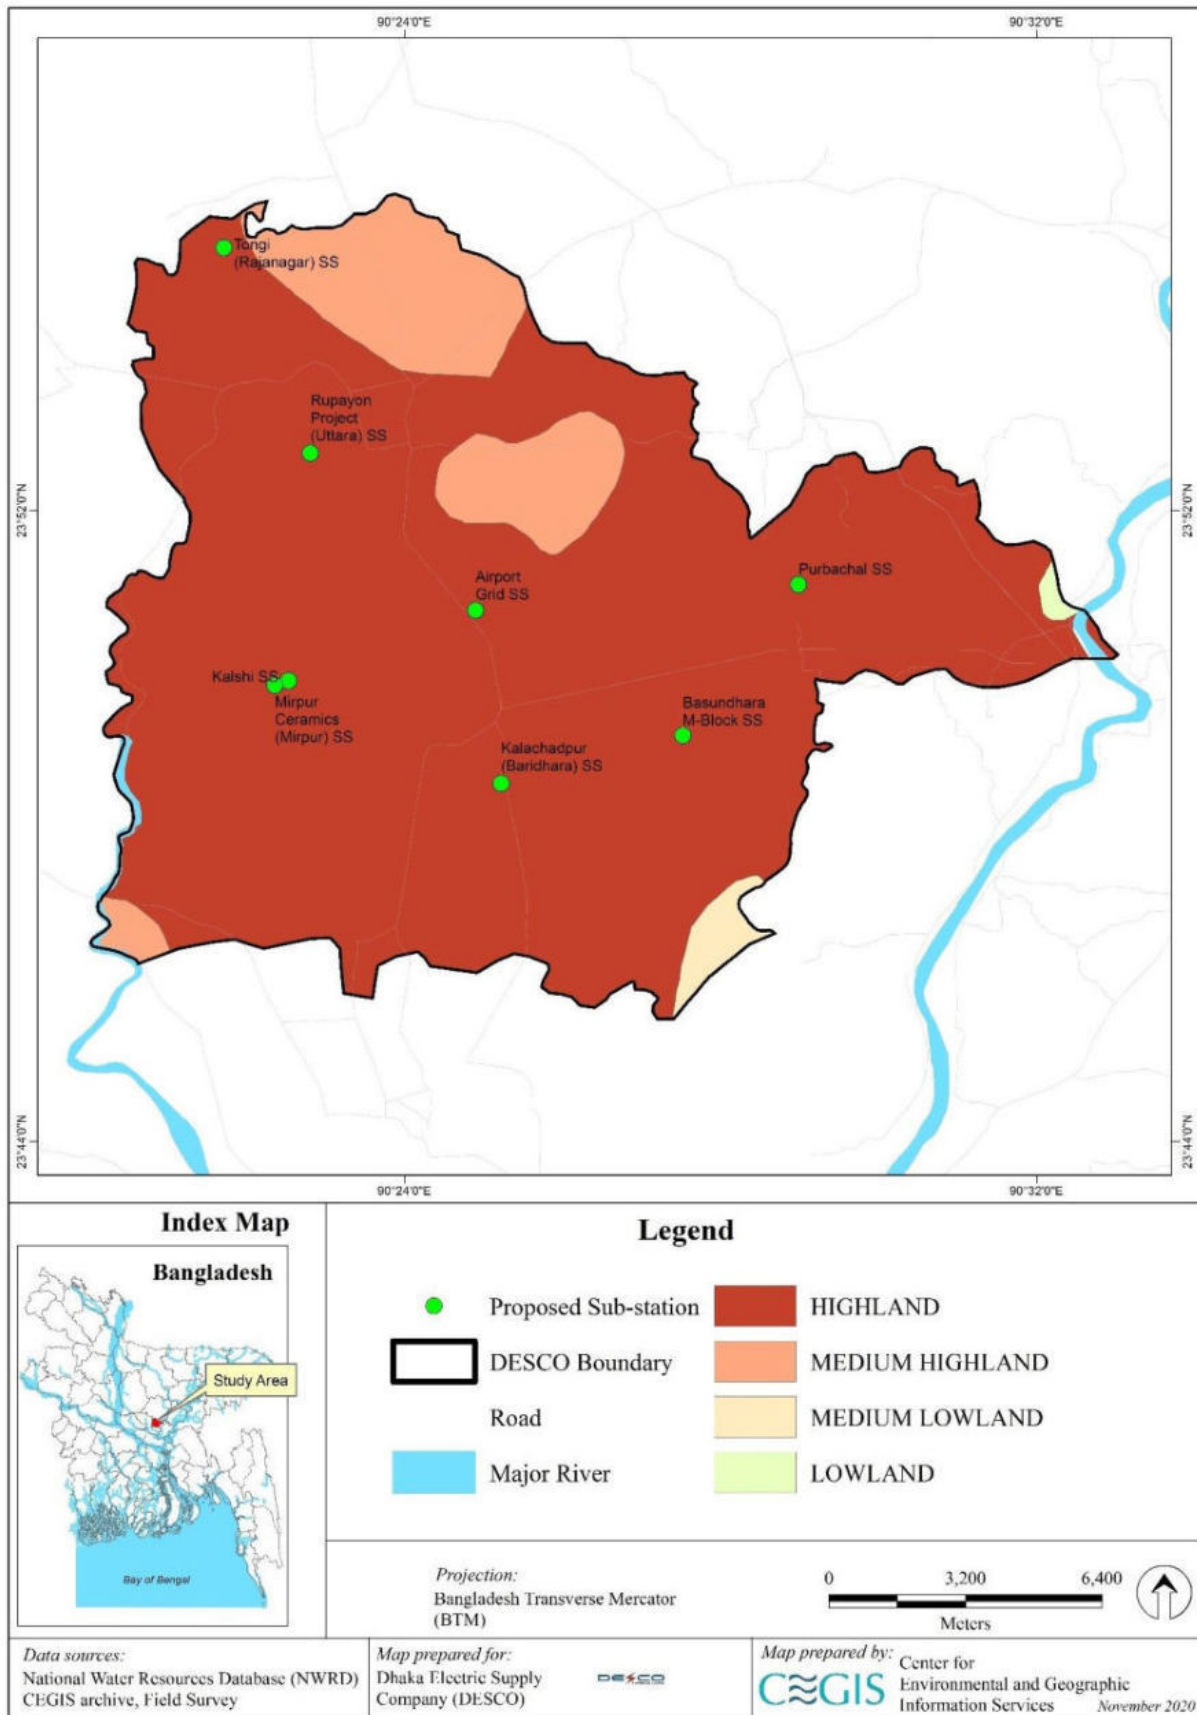 90°24'0"E
90°32'0"E
Tongi
(Rajanagar) SS
Rupayon
Project
(Uttara) SS
23°52'0"N
23°52'0"N
Airport
Grid SS
Purbachal SS
Kalshi SS
Mirpur
Ceramics
(Mirpur) SS
Basundhara
M-Block SS
Kalachadpur
(Baridhara) SS
23°44'0"N
23°44'0"N
90°24'0"E
90°32'0"E
Index Map
Bangladesh
Study Area
Bay of Bengal
Legend
Proposed Sub-station
DESCO Boundary
Road
Major River
HIGHLAND
MEDIUM HIGHLAND
MEDIUM LOWLAND
LOWLAND
Projection:
Bangladesh Transverse Mercator
(BTM)
0 3,200 6,400
Meters
Data sources:
National Water Resources Database (NWRD)
CEGIS archive, Field Survey
Map prepared for:
Dhaka Electric Supply
Company (DESCO)
DESCO
Map prepared by:
CEGIS
Center for
Environmental and Geographic
Information Services
November 2020